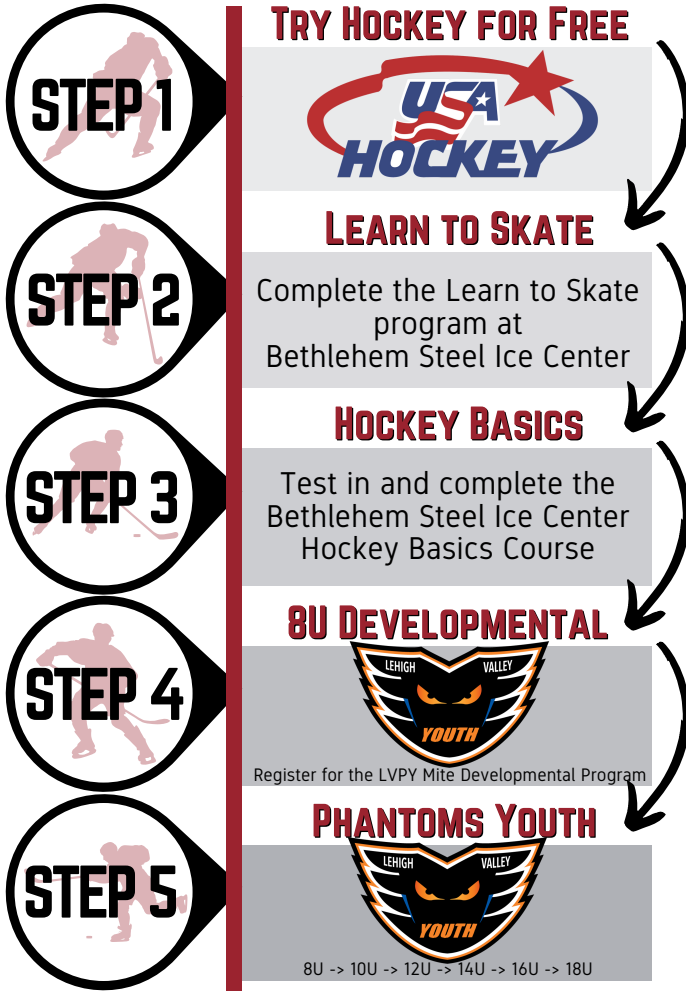 STEP 1
TRY HOCKEY FOR FREE
USA
HOCKEY
STEP 2
LEARN TO SKATE
Complete the Learn to Skate
program at
Bethlehem Steel Ice Center
STEP 3
HOCKEY BASICS
Test in and complete the
Bethlehem Steel Ice Center
Hockey Basics Course
STEP 4
8U DEVELOPMENTAL
LEHIGH VALLEY
YOUTH
Register for the LVPY Mite Developmental Program
STEP 5
PHANTOMS YOUTH
LEHIGH VALLEY
YOUTH
8U -> 10U -> 12U -> 14U -> 16U -> 18U